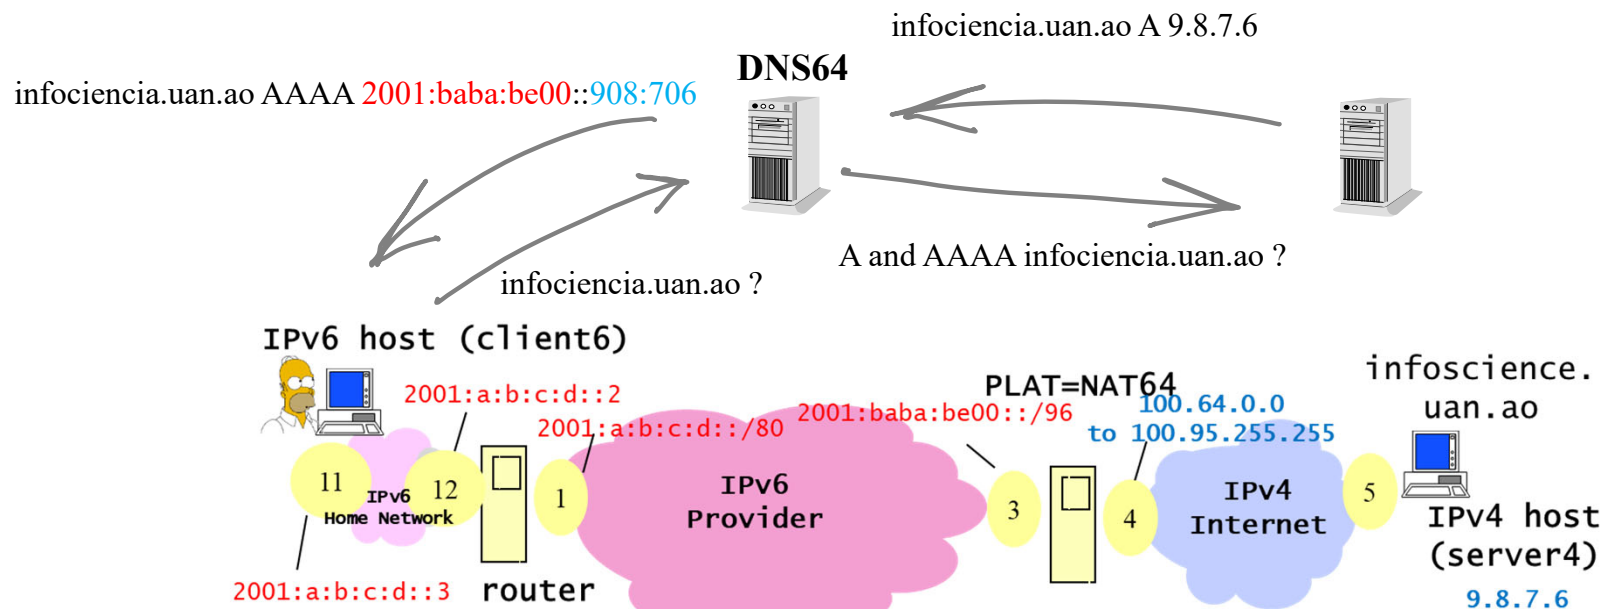 infociencia.uan.ao A 9.8.7.6
DNS64
infociencia.uan.ao AAAA 2001:baba:be00::908:706
A and AAAA infociencia.uan.ao ?
infociencia.uan.ao ?
IPv6 host (client6)
infoscience.
uan.ao
PLAT=NAT64
2001:a:b:c:d::2
100.64.0.0
to 100.95.255.255
2001:baba:be00::/96
2001:a:b:c:d::/80
11
IPv6
Home Network
12
1
IPv6
Provider
3
4
IPv4
Internet
5
IPv4 host
(server4)
9.8.7.6
2001:a:b:c:d::3
router